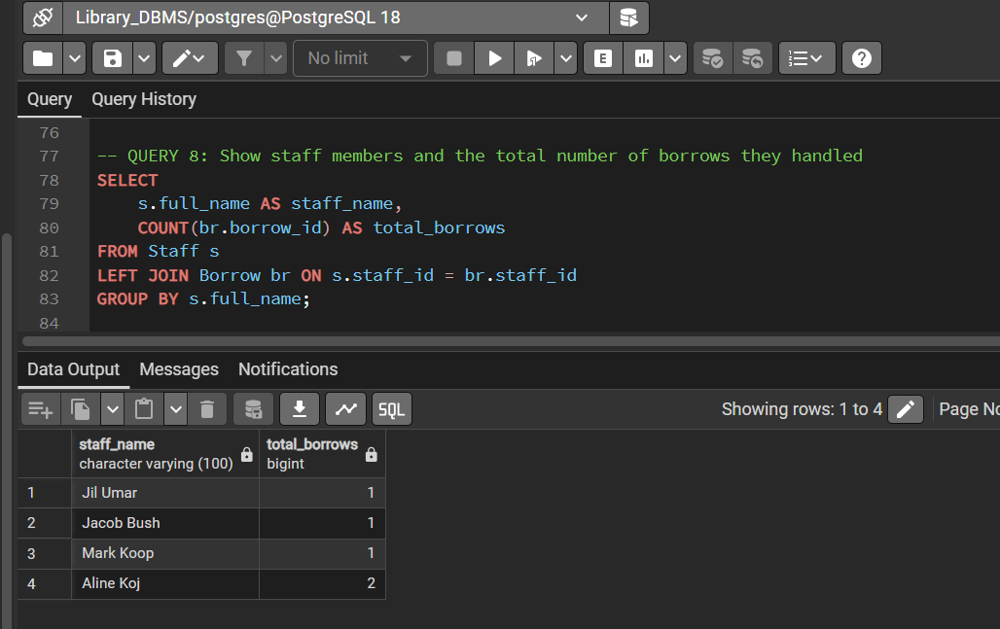 Library_DBMS/postgres@PostgreSQL 18
No limit
E
Query Query History
76
77 -- QUERY 8: Show staff members and the total number of borrows they handled
78 SELECT
79 s.full_name AS staff_name,
80 COUNT(br.borrow_id) AS total_borrows
81 FROM Staff s
82 LEFT JOIN Borrow br ON s.staff_id = br.staff_id
83 GROUP BY s.full_name;
84
Data Output Messages Notifications
SQL Showing rows: 1 to 4 Page No
staff_name total_borrows
character varying (100) bigint
1 Jil Umar 1
2 Jacob Bush 1
3 Mark Koop 1
4 Aline Koj 2